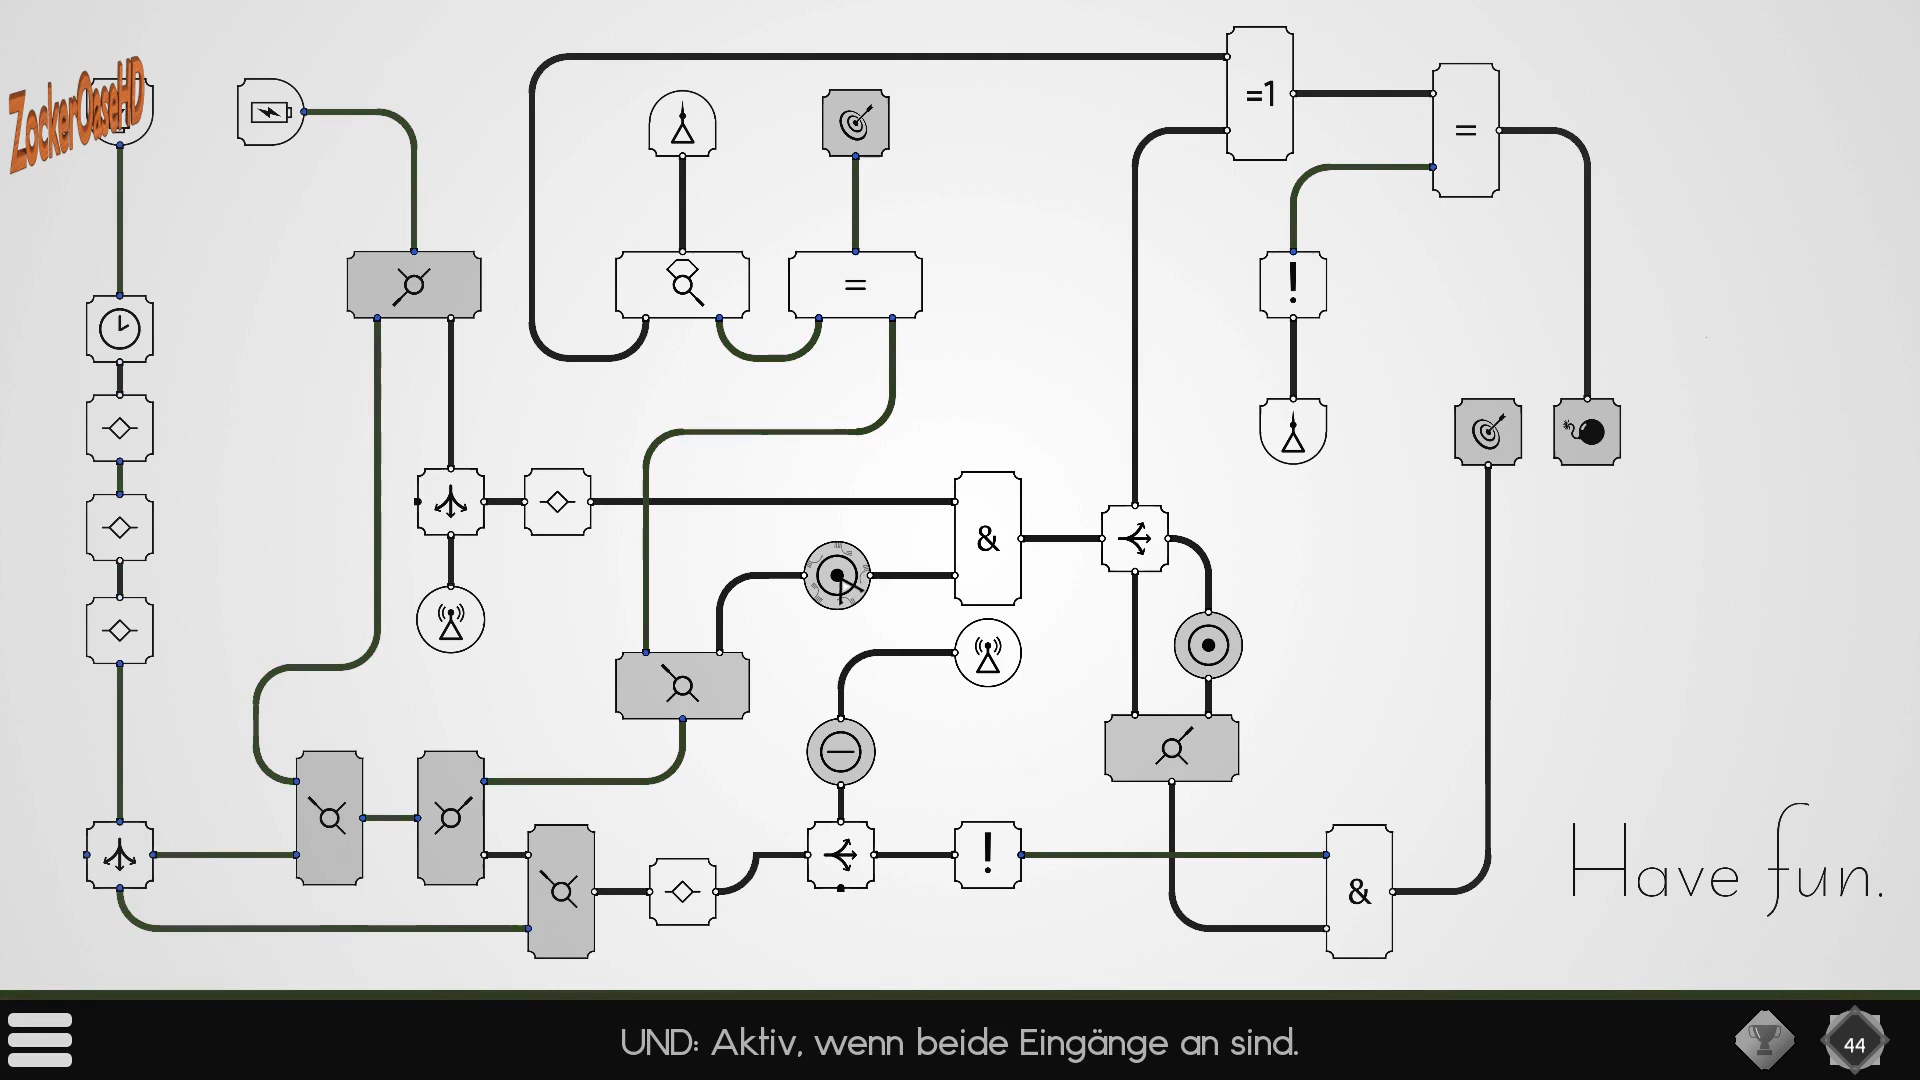 ZockerOaseHD
=1
=
=
&
!
!
&
Have fun.
UND: Aktiv, wenn beide Eingänge an sind.
44